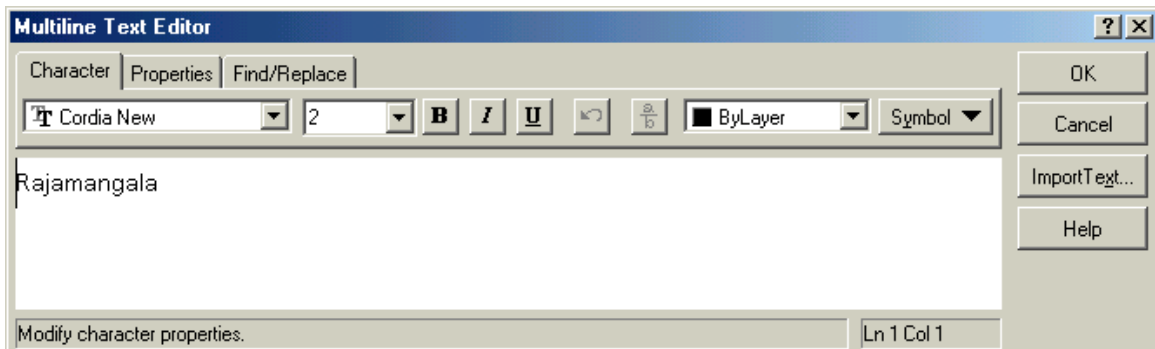 Multiline Text Editor
Character Properties Find/Replace
OK
Cordia New 2 B I U a/b ByLayer Symbol
Cancel
Rajamangala
ImportText...
Help
Modify character properties. Ln 1 Col 1